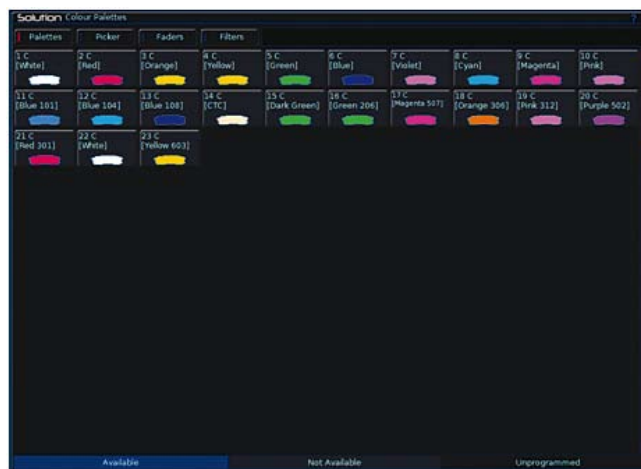 Solution Colour Palettes ?
Palettes Picker Faders Filters
1 C 2 C 3 C 4 C 5 C 6 C 7 C 8 C 9 C 10 C
[White] [Red] [Orange] [Yellow] [Green] [Blue] [Violet] [Cyan] [Magenta] [Pink]
11 C 12 C 13 C 14 C 15 C 16 C 17 C 18 C 19 C 20 C
[Blue 101] [Blue 104] [Blue 108] [CTC] [Dark Green] [Green 206] [Magenta 507] [Orange 306] [Pink 312] [Purple 502]
21 C 22 C 23 C
[Red 301] [White] [Yellow 603]
Available Not Available Unprogrammed